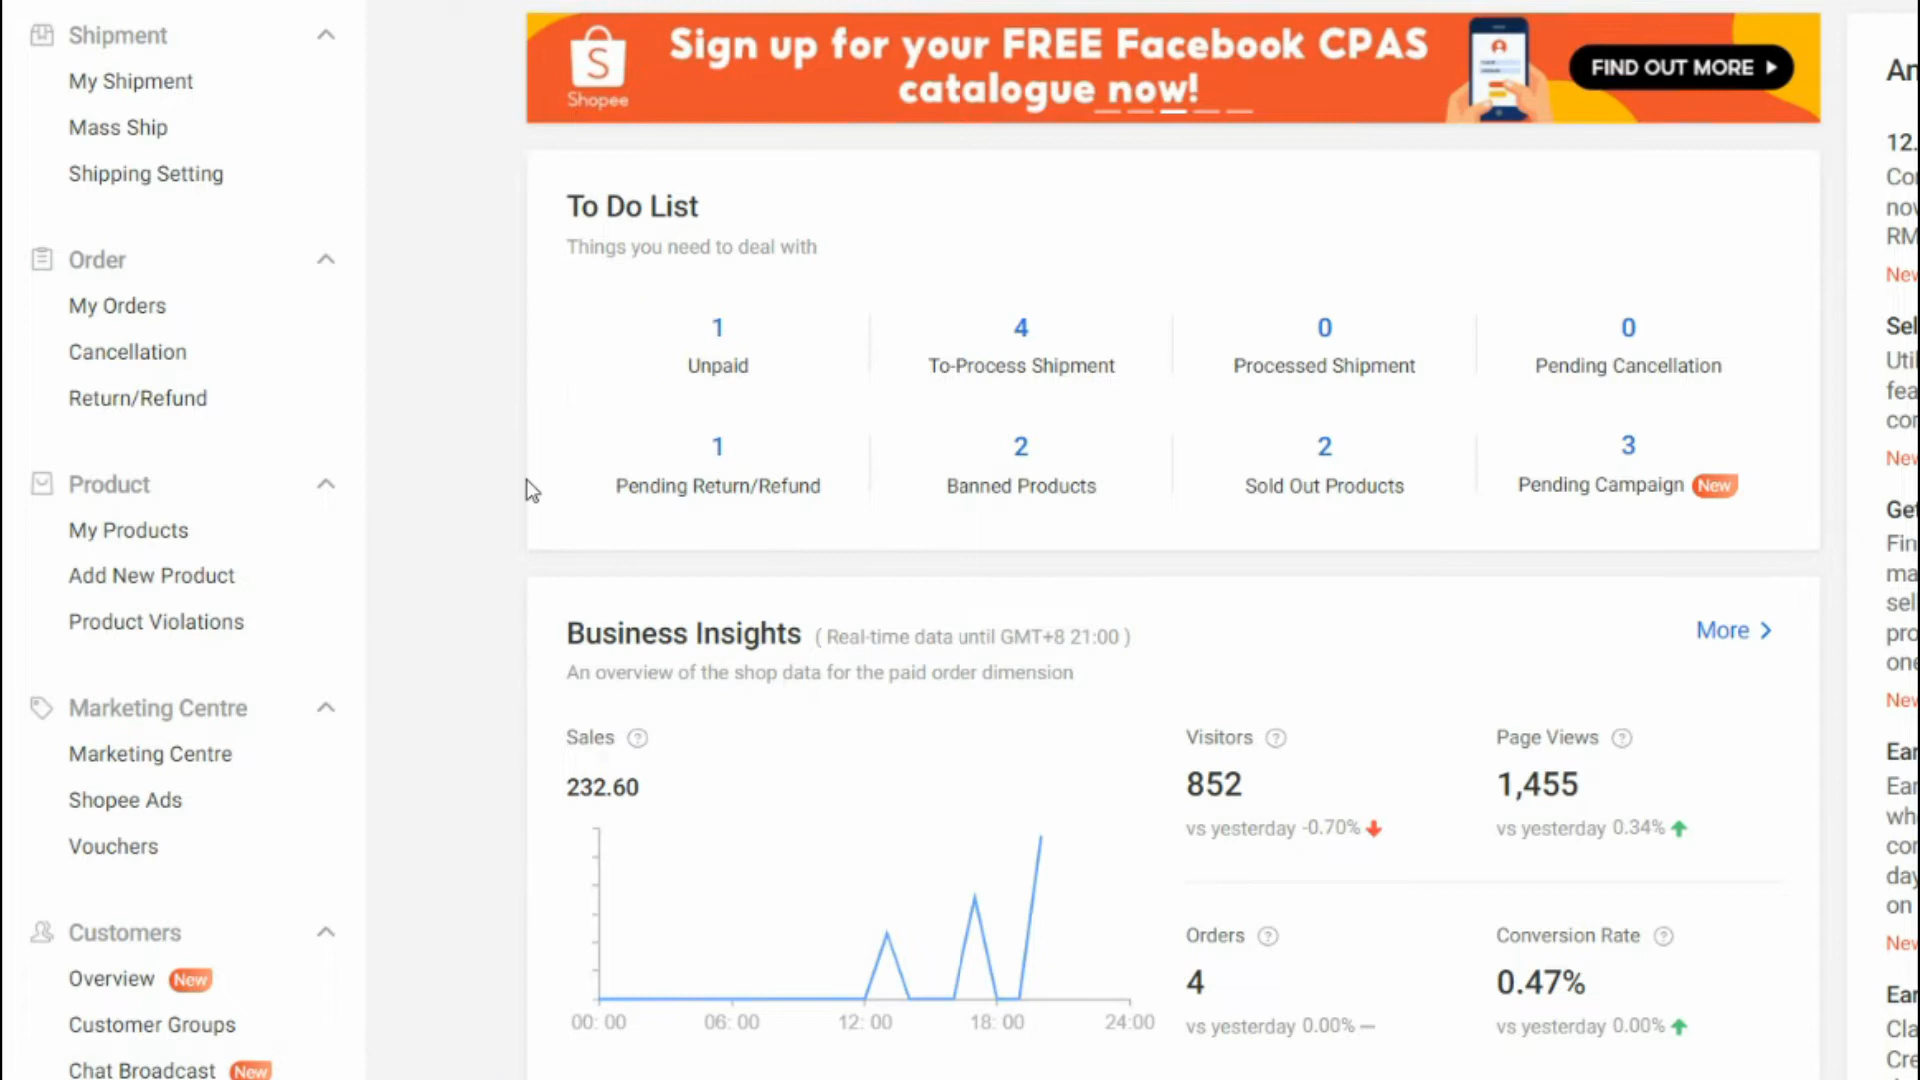 Shipment
My Shipment
Mass Ship
Shipping Setting
Order
My Orders
Cancellation
Return/Refund
Product
My Products
Add New Product
Product Violations
Marketing Centre
Marketing Centre
Shopee Ads
Vouchers
Customers
Overview New
Customer Groups
Chat Broadcast New
Shopee
Sign up for your FREE Facebook CPAS
catalogue now!
FIND OUT MORE
To Do List
Things you need to deal with
1
Unpaid
4
To-Process Shipment
0
Processed Shipment
0
Pending Cancellation
1
Pending Return/Refund
2
Banned Products
2
Sold Out Products
3
Pending Campaign New
Business Insights ( Real-time data until GMT+8 21:00 )
More >
An overview of the shop data for the paid order dimension
Sales ?
232.60
00: 00 06: 00 12: 00 18: 00 24:00
Visitors ?
852
vs yesterday -0.70%
Page Views ?
1,455
vs yesterday 0.34%
Orders ?
4
vs yesterday 0.00% –
Conversion Rate ?
0.47%
vs yesterday 0.00%
12.
RM